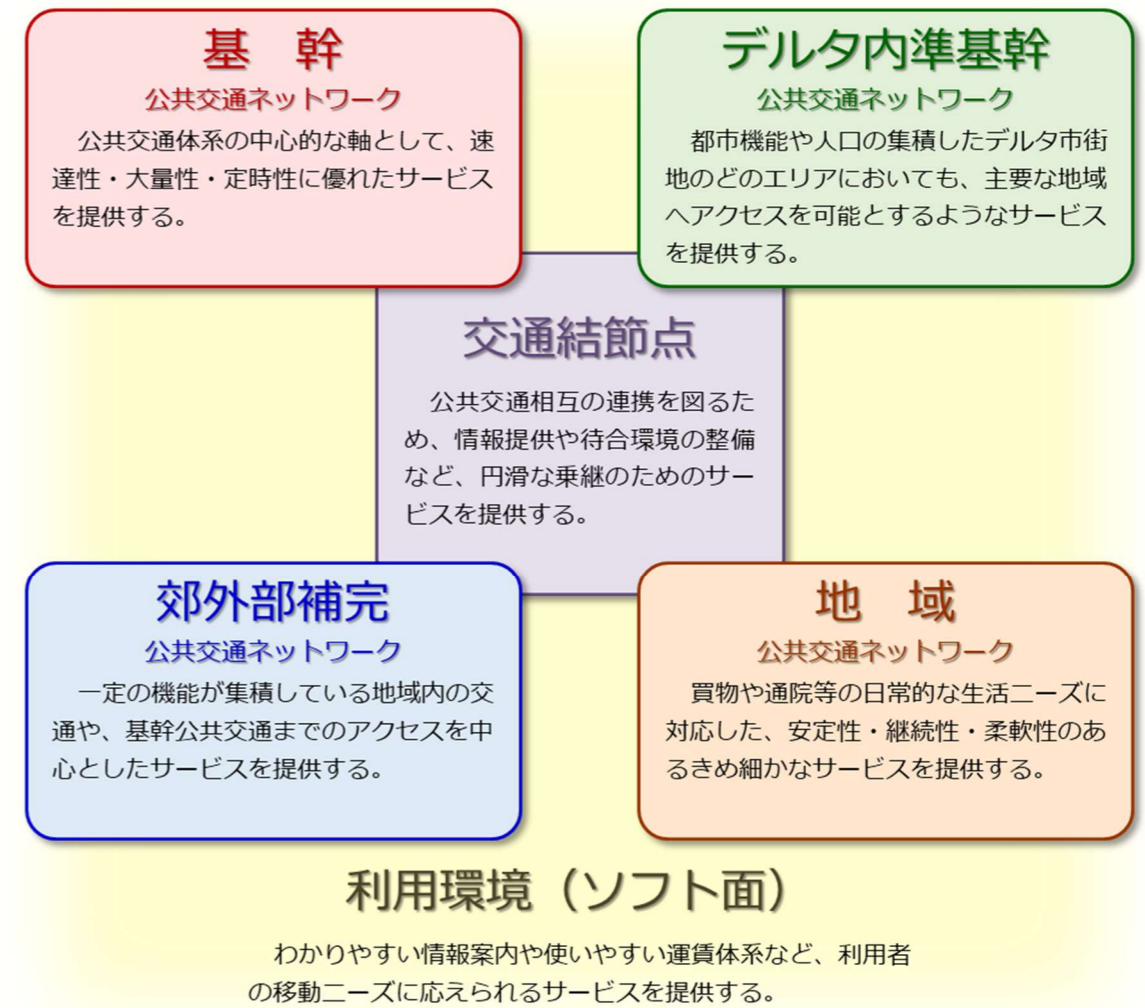 基　幹
公共交通ネットワーク
　公共交通体系の中心的な軸として、速
達性・大量性・定時性に優れたサービス
を提供する。
デルタ内準基幹
公共交通ネットワーク
　都市機能や人口の集積したデルタ市街
地のどのエリアにおいても、主要な地域
へアクセスを可能とするようなサービス
を提供する。
交通結節点
　公共交通相互の連携を図るた
め、情報提供や待合環境の整備
など、円滑な乗継のためのサー
ビスを提供する。
郊外部補完
公共交通ネットワーク
　一定の機能が集積している地域内の交
通や、基幹公共交通までのアクセスを中
心としたサービスを提供する。
地　域
公共交通ネットワーク
　買物や通院等の日常的な生活ニーズに
対応した、安定性・継続性・柔軟性のあ
るきめ細かなサービスを提供する。
利用環境（ソフト面）
　わかりやすい情報案内や使いやすい運賃体系など、利用者
の移動ニーズに応えられるサービスを提供する。